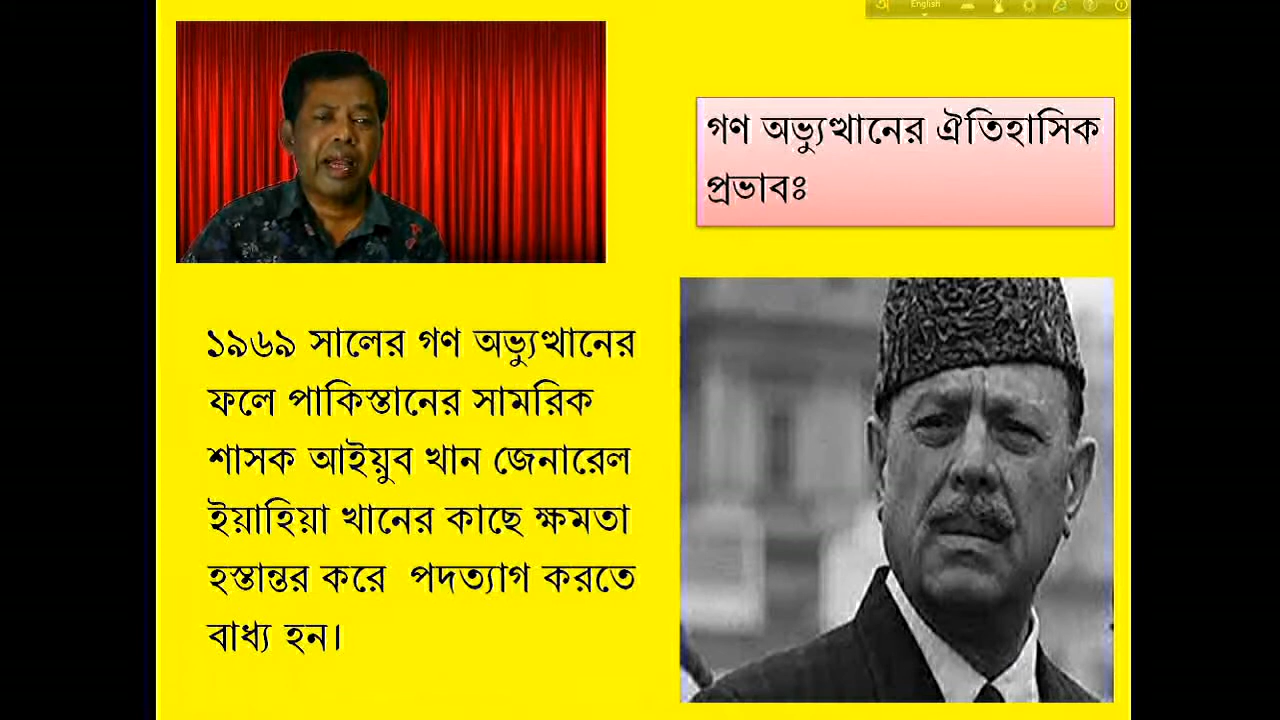 English
গণ অভ্যুত্থানের ঐতিহাসিক
প্রভাবঃ
১৯৬৯ সালের গণ অভ্যুত্থানের
ফলে পাকিস্তানের সামরিক
শাসক আইয়ুব খান জেনারেল
ইয়াহিয়া খানের কাছে ক্ষমতা
হস্তান্তর করে পদত্যাগ করতে
বাধ্য হন।